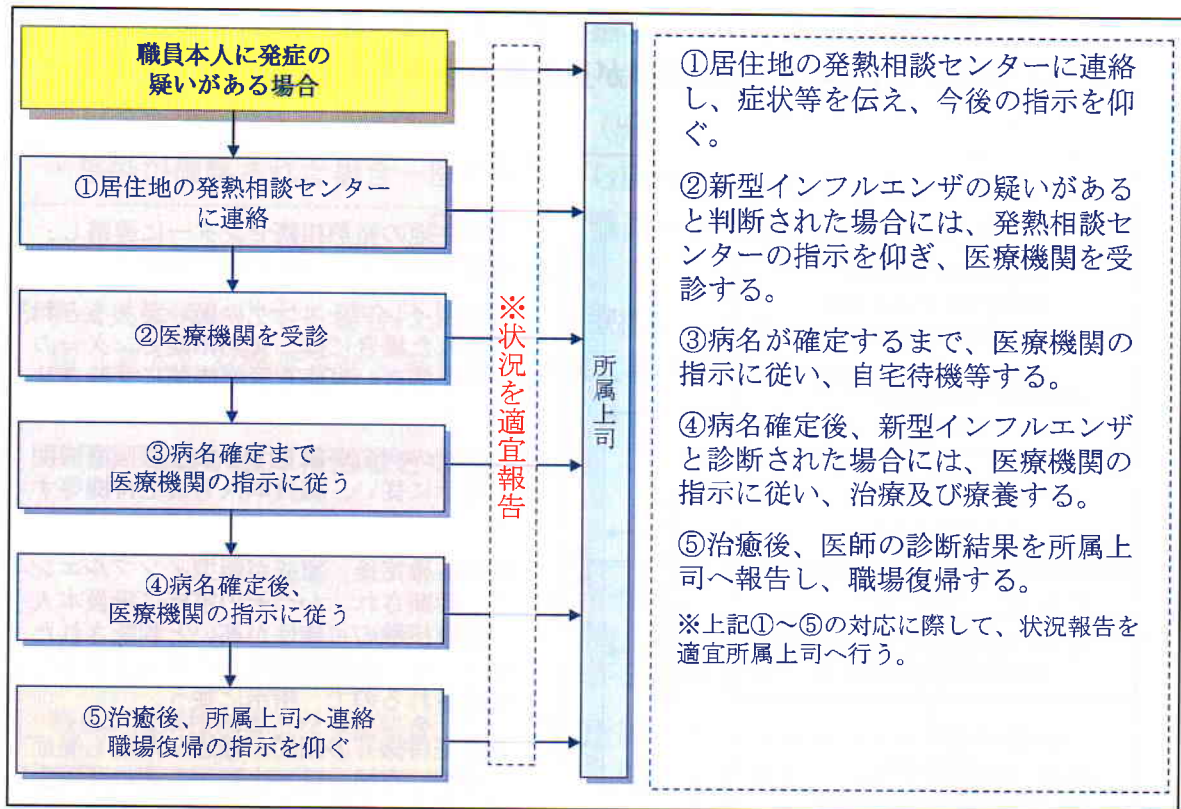 職員本人に発症の
疑いがある場合
①居住地の発熱相談センター
に連絡
②医療機関を受診
③病名確定まで
医療機関の指示に従う
④病名確定後、
医療機関の指示に従う
⑤治癒後、所属上司へ連絡
職場復帰の指示を仰ぐ
※状況を適宜報告
所属上司
①居住地の発熱相談センターに連絡
し、症状等を伝え、今後の指示を仰
ぐ。
②新型インフルエンザの疑いがある
と判断された場合には、発熱相談セ
ンターの指示を仰ぎ、医療機関を受
診する。
③病名が確定するまで、医療機関の
指示に従い、自宅待機等する。
④病名確定後、新型インフルエンザ
と診断された場合には、医療機関の
指示に従い、治療及び療養する。
⑤治癒後、医師の診断結果を所属上
司へ報告し、職場復帰する。
※上記①～⑤の対応に際して、状況報告を
適宜所属上司へ行う。